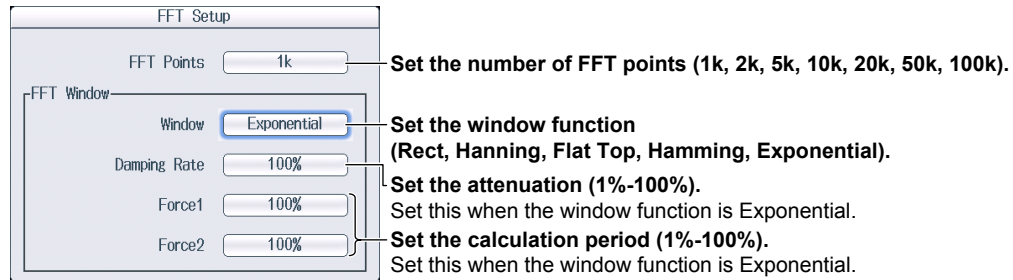 FFT Setup
FFT Points 1k Set the number of FFT points (1k, 2k, 5k, 10k, 20k, 50k, 100k).
FFT Window
Window Exponential Set the window function
(Rect, Hanning, Flat Top, Hamming, Exponential).
Damping Rate 100% Set the attenuation (1%-100%).
Set this when the window function is Exponential.
Force1 100%
Force2 100% Set the calculation period (1%-100%).
Set this when the window function is Exponential.